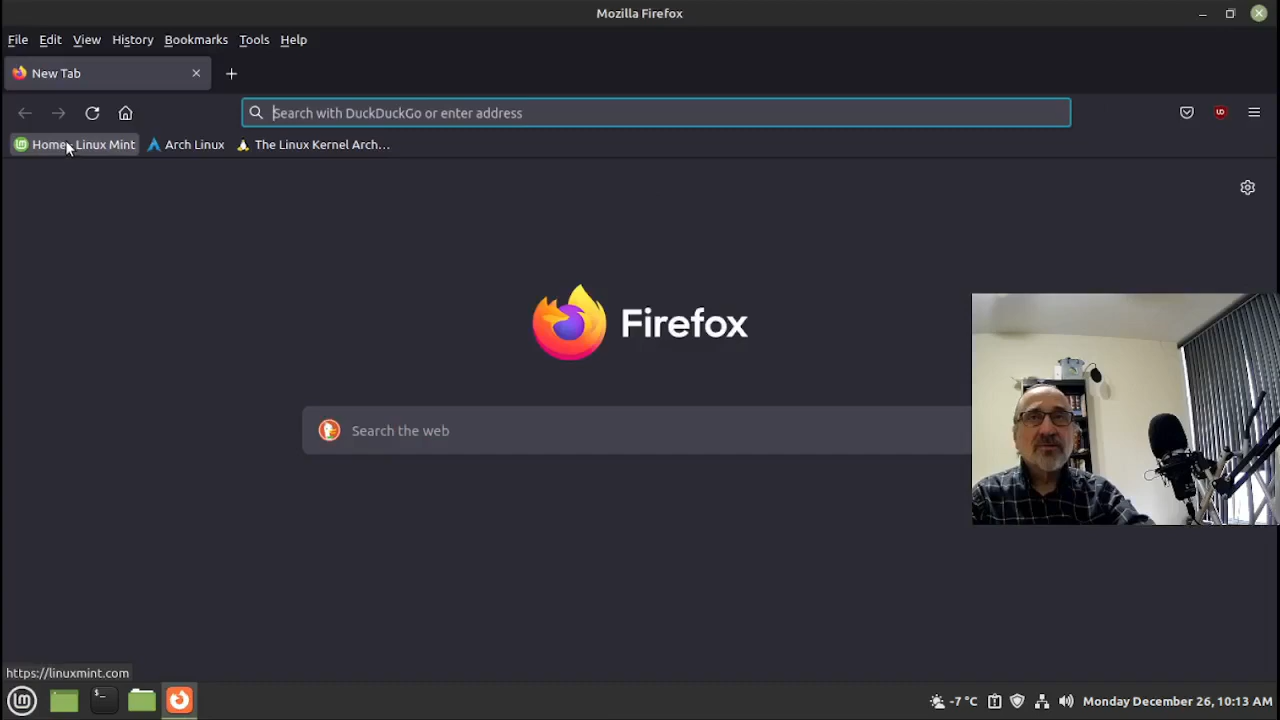 Mozilla Firefox
File Edit View History Bookmarks Tools Help
New Tab
Search with DuckDuckGo or enter address
Home - Linux Mint Arch Linux The Linux Kernel Arch...
Firefox
Search the web
https://linuxmint.com
-7 °C Monday December 26, 10:13 AM